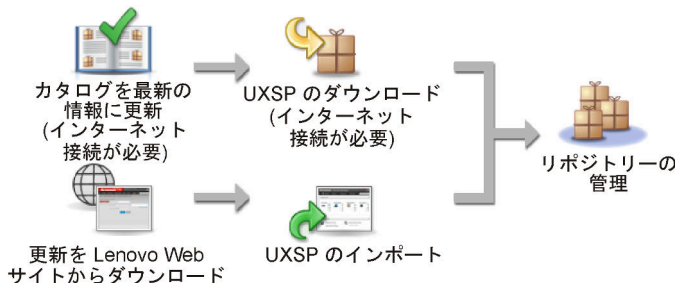 カタログを最新の
情報に更新
(インターネット
接続が必要)
UXSP のダウンロード
(インターネット
接続が必要)
リポジトリーの
管理
更新を Lenovo Web
サイトからダウンロード
UXSP のインポート